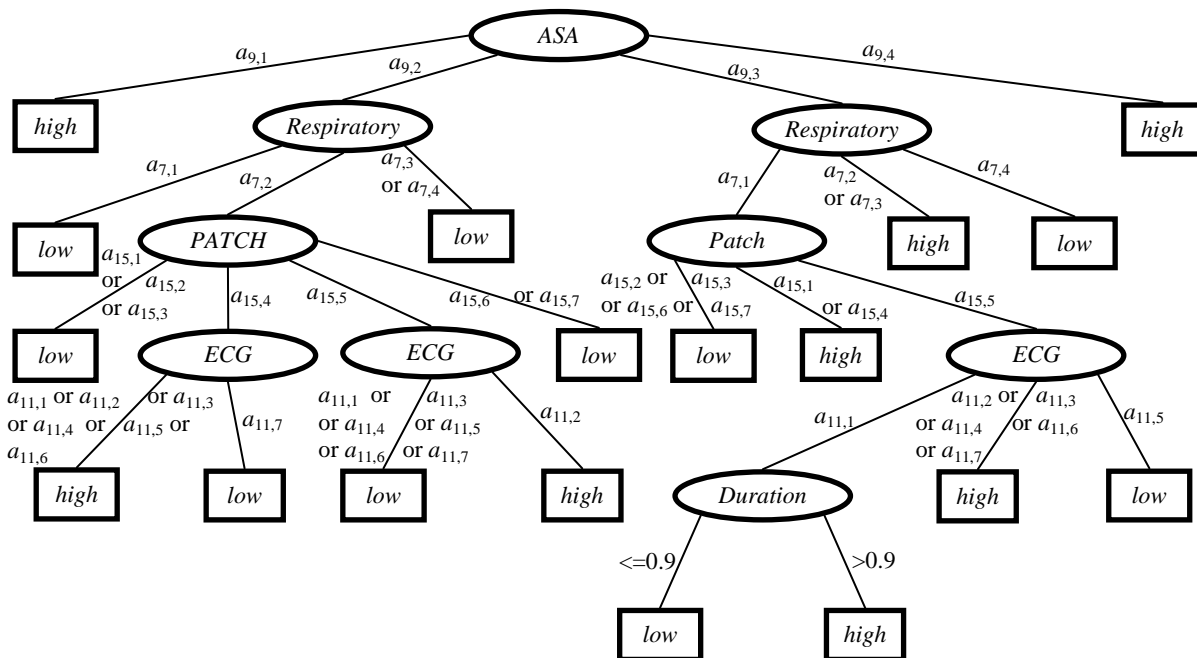 ASA
a9,1
a9,2
a9,3
a9,4
high
Respiratory
Respiratory
high
a7,1
a7,2
a7,3
or a7,4
a7,1
a7,2
or a7,3
a7,4
low
PATCH
low
Patch
high
low
a15,1
or a15,2
or a15,3
a15,4
a15,5
a15,6 or a15,7
a15,2 or a15,3
or a15,6 or a15,7
a15,1
or a15,4
a15,5
low
ECG
ECG
low
low
high
ECG
a11,1 or a11,2 or a11,3
or a11,4 or a11,5 or
a11,6
a11,7
a11,1 or a11,3
or a11,4 or a11,5
or a11,6 or a11,7
a11,2
a11,1
a11,2 or a11,3
or a11,4 or a11,6
or a11,7
a11,5
high
low
low
high
Duration
high
low
<=0.9
>0.9
low
high